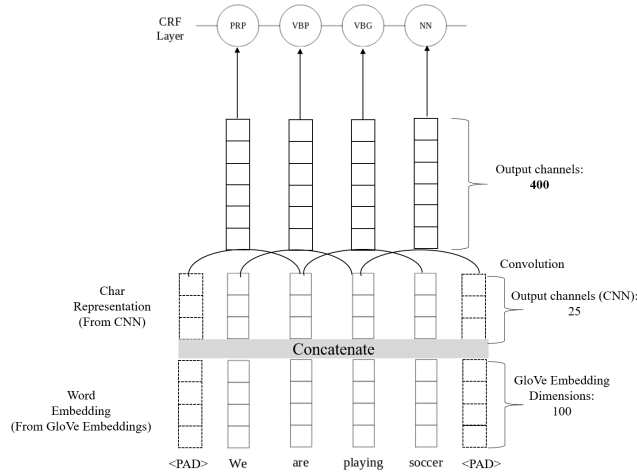 CRF
Layer
PRP VBP VBG NN
Output channels:
400
Convolution
Char
Representation
(From CNN)
Output channels (CNN):
25
Concatenate
Word
Embedding
(From GloVe Embeddings)
GloVe Embedding
Dimensions:
100
<PAD> We are playing soccer <PAD>